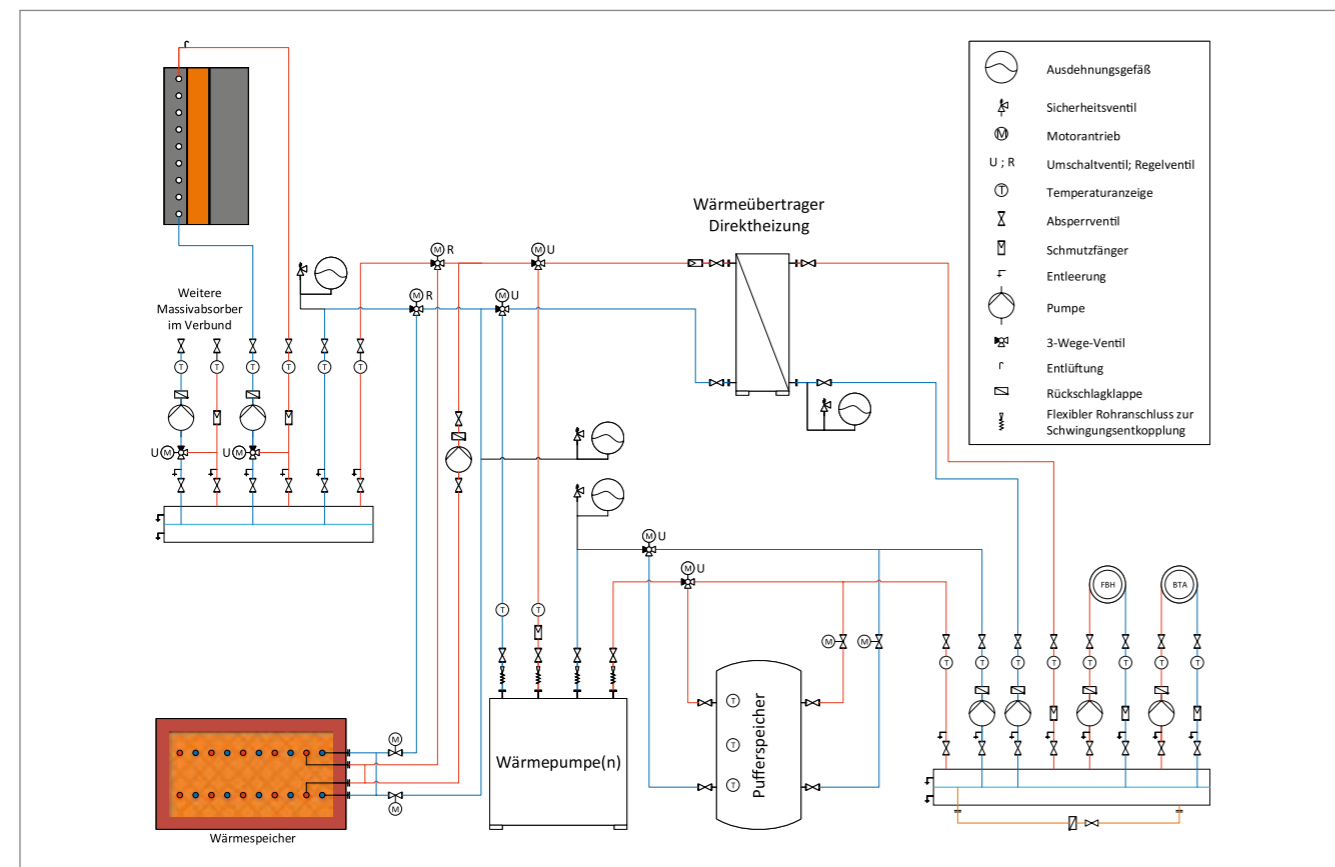 Ausdehnungsgefäß
Sicherheitsventil
M Motorantrieb
U ; R Umschaltventil; Regelventil
T Temperaturanzeige
Absperrventil
M Schmutzfänger
Entleerung
Pumpe
3-Wege-Ventil
Entlüftung
Rückschlagklappe
Flexibler Rohranschluss zur
Schwingungsentkopplung
Wärmeübertrager
Direktheizung
M R
M U
M R
M U
Weitere
Massivabsorber
im Verbund
T T T T T T
M M
U M U M
M U
M U
FBH
BTA
T T
M
M M
T T T T T T T T
M M M
M
M
Wärmespeicher
Wärmepumpe(n)
T
T
T
Pufferspeicher